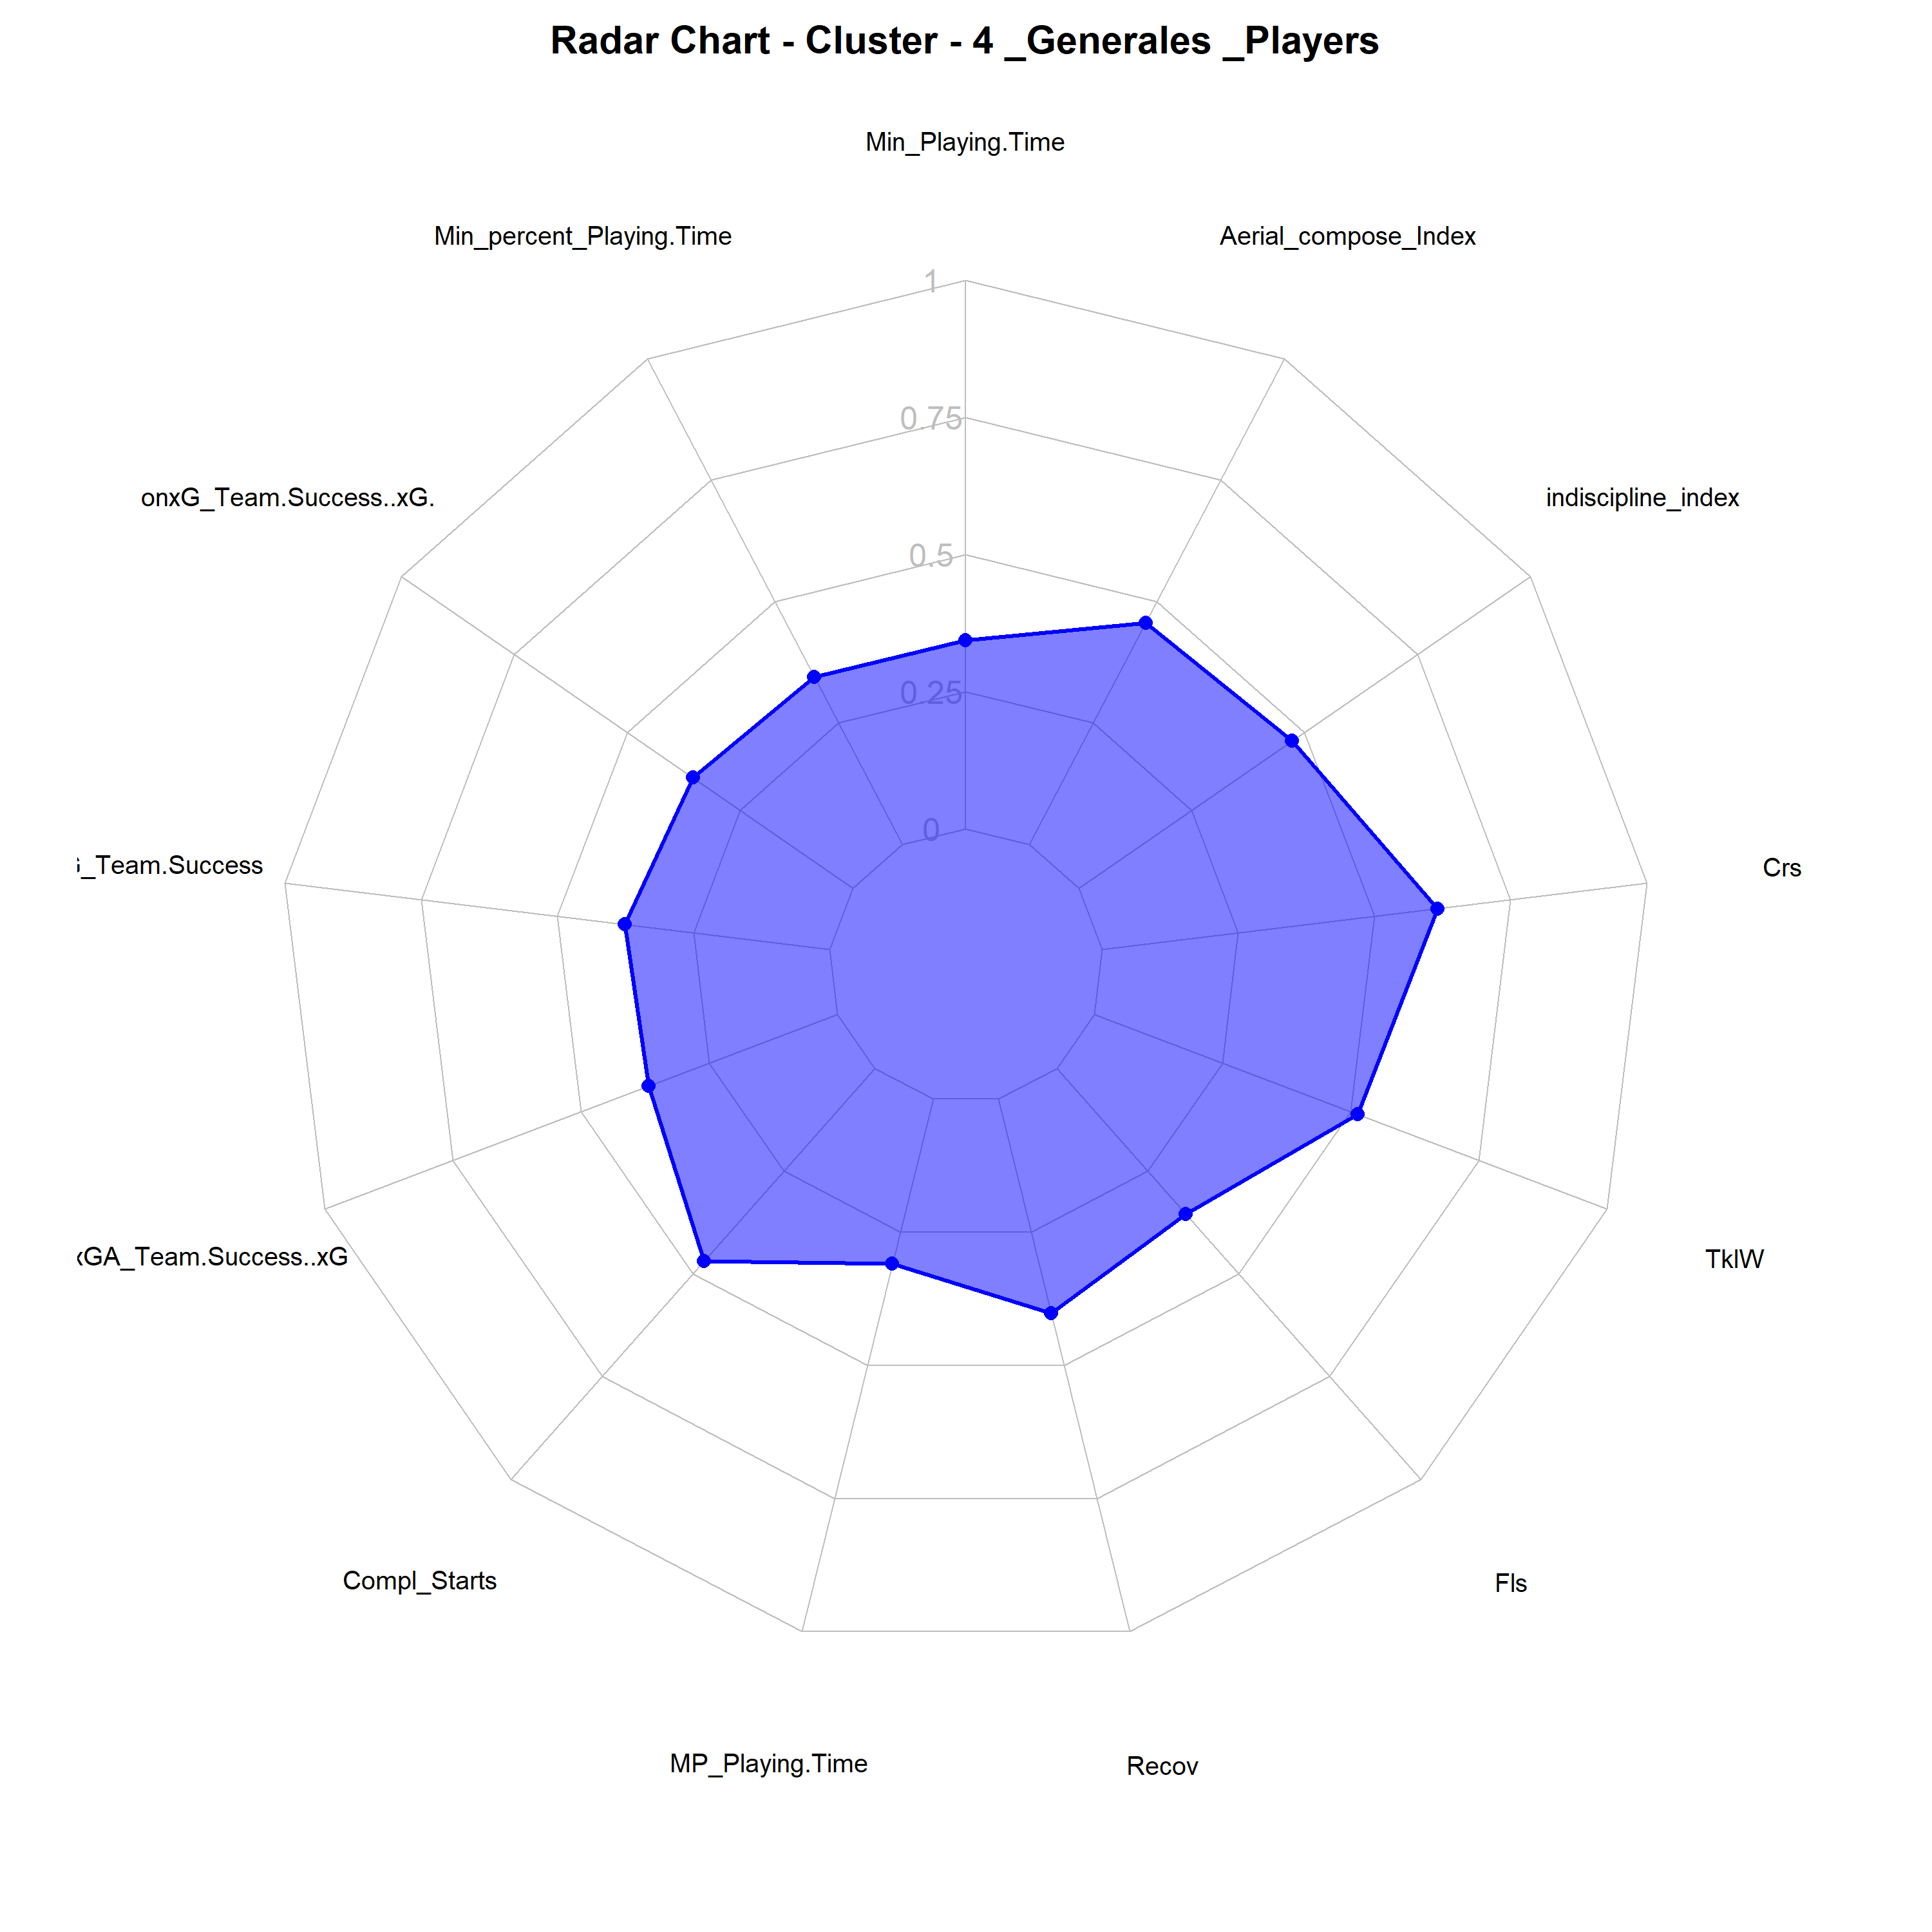 Radar Chart - Cluster - 4 _Generales _Players
Min_Playing.Time
Min_percent_Playing.Time
Aerial_compose_Index
1
0.75
onxG_Team.Success..xG.
indiscipline_index
0.5
0.25
0
_Team.Success
Crs
xGA_Team.Success..xG
TklW
Compl_Starts
Fls
MP_Playing.Time
Recov